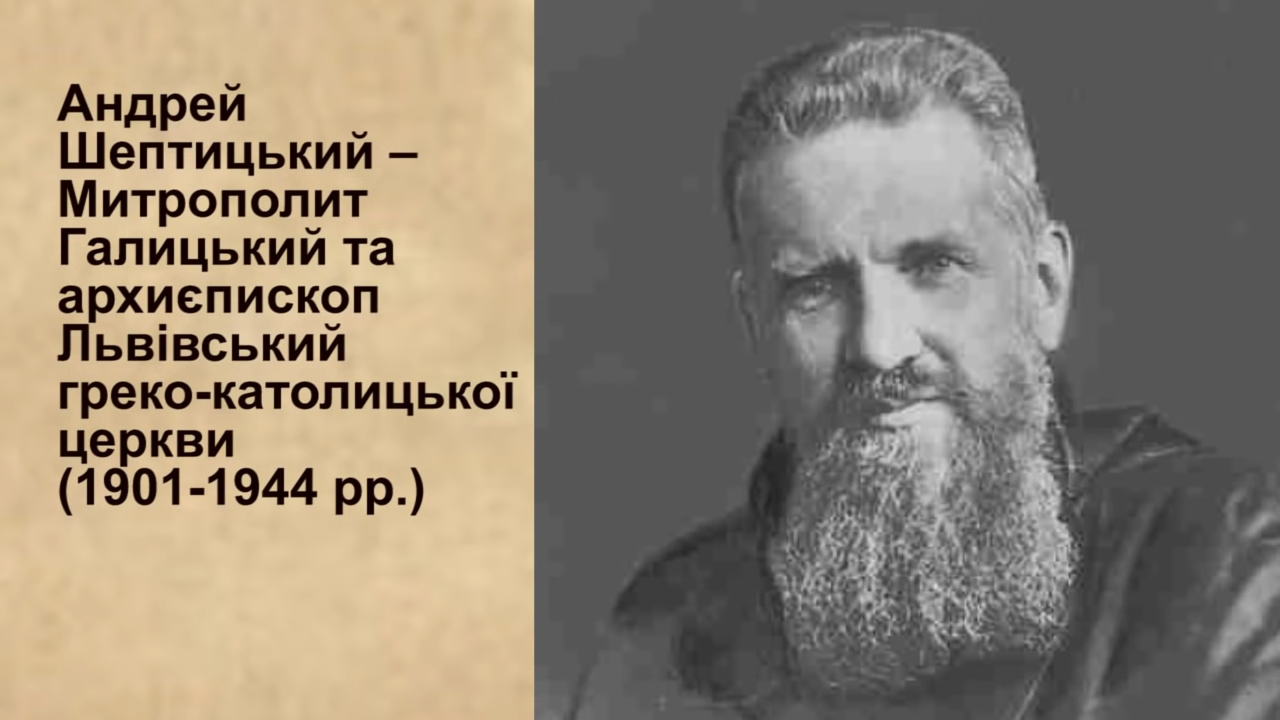 Андрей
Шептицький –
Митрополит
Галицький та
архиєпископ
Львівський
греко-католицької
церкви
(1901-1944 рр.)